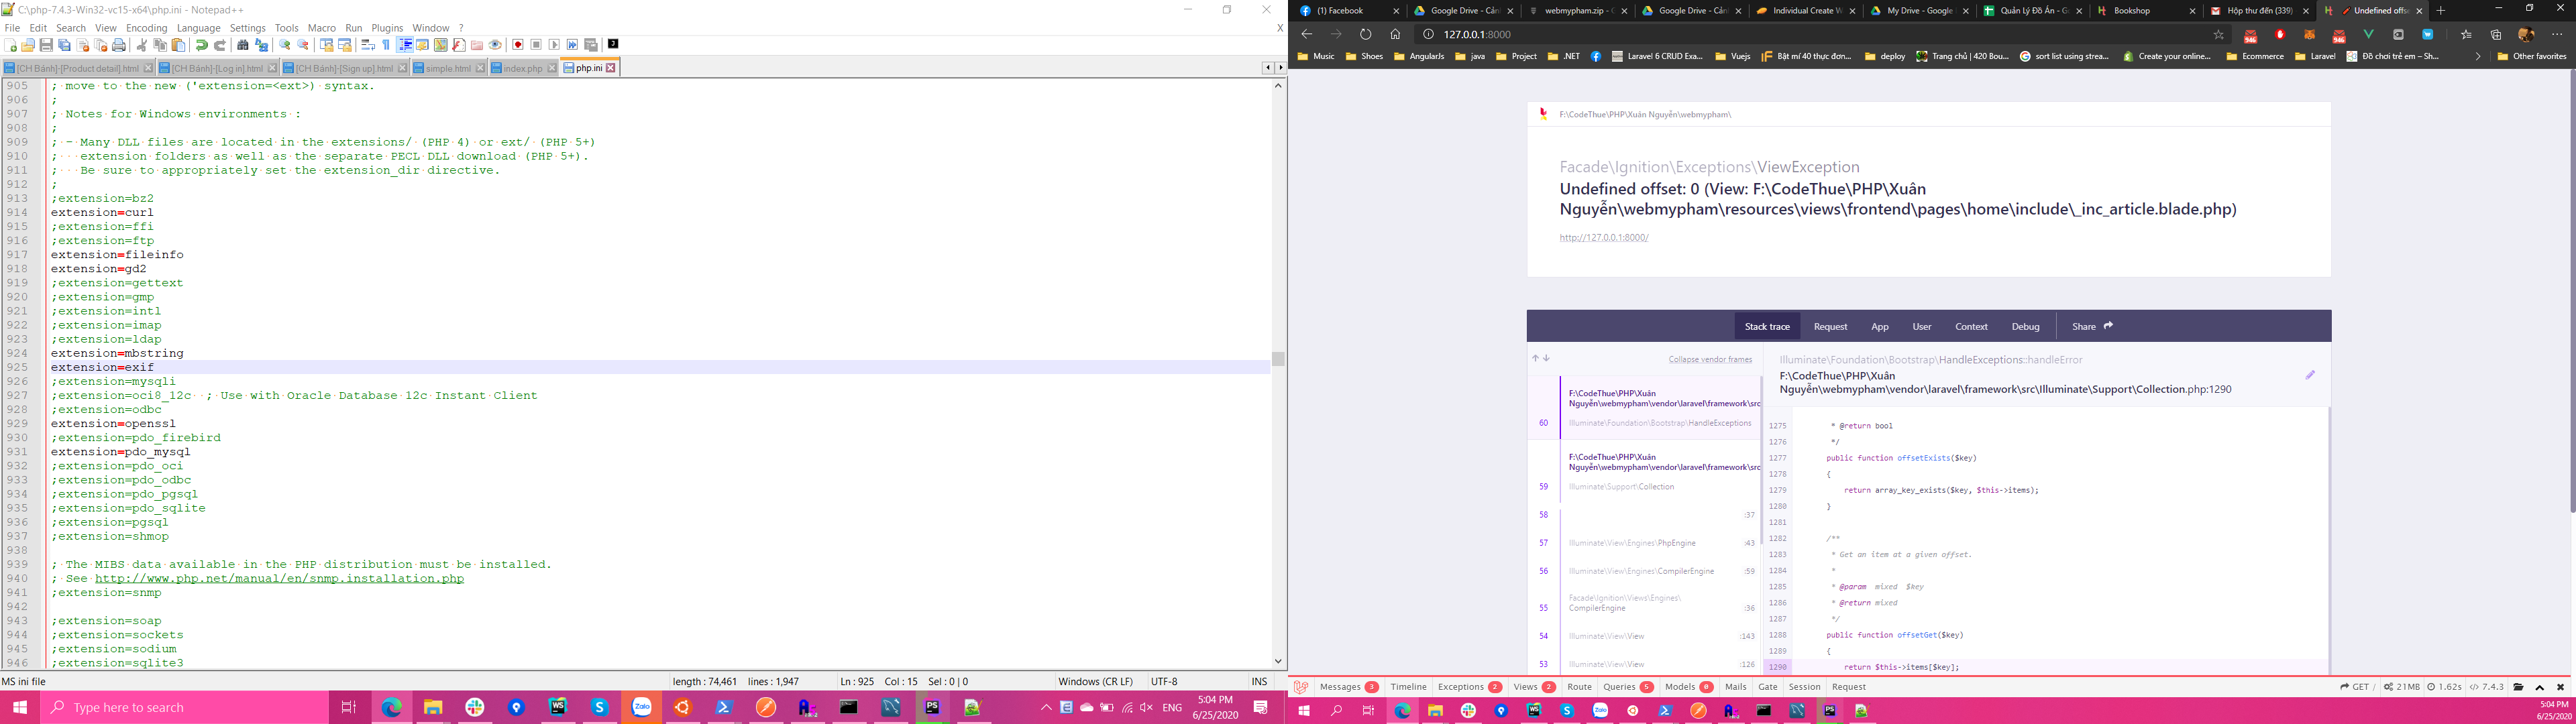 C:\php-7.4.3-Win32-vc15-x64\php.ini - Notepad++
File Edit Search View Encoding Language Settings Tools Macro Run Plugins Window ? X
[CH Bánh]-[Product detail].html [CH Bánh]-[Log in].html [CH Bánh]-[Sign up].html simple.html index.php php.ini
905 ; move to the new ('extension=<ext>) syntax.
906 ;
907 ; Notes for Windows environments :
908 ;
909 ; - Many DLL files are located in the extensions/ (PHP 4) or ext/ (PHP 5+)
910 ;   extension folders as well as the separate PECL DLL download (PHP 5+).
911 ;   Be sure to appropriately set the extension_dir directive.
912 ;
913 ;extension=bz2
914 extension=curl
915 ;extension=ffi
916 ;extension=ftp
917 extension=fileinfo
918 extension=gd2
919 ;extension=gettext
920 ;extension=gmp
921 ;extension=intl
922 ;extension=imap
923 ;extension=ldap
924 extension=mbstring
925 extension=exif
926 ;extension=mysqli
927 ;extension=oci8_12c  ; Use with Oracle Database 12c Instant Client
928 ;extension=odbc
929 extension=openssl
930 ;extension=pdo_firebird
931 extension=pdo_mysql
932 ;extension=pdo_oci
933 ;extension=pdo_odbc
934 ;extension=pdo_pgsql
935 ;extension=pdo_sqlite
936 ;extension=pgsql
937 ;extension=shmop
938
939 ; The MIBS data available in the PHP distribution must be installed.
940 ; See http://www.php.net/manual/en/snmp.installation.php
941 ;extension=snmp
942
943 ;extension=soap
944 ;extension=sockets
945 ;extension=sodium
946 ;extension=sqlite3
MS ini file length : 74,461 lines : 1,947 Ln : 925 Col : 15 Sel : 0 | 0 Windows (CR LF) UTF-8 INS
Type here to search
ENG 5:04 PM
6/25/2020
(1) Facebook Google Drive - Cản webmypham.zip - G Google Drive - Cản Individual Create W My Drive - Google Quản Lý Đồ Án - Go Bookshop Hộp thư đến (339) Undefined offse
127.0.0.1:8000
Music Shoes AngularJs java Project .NET Laravel 6 CRUD Exa... Vuejs Bật mí 40 thực đơn... deploy Trang chủ | 420 Bou... sort list using strea... Create your online... Ecommerce Laravel Đồ chơi trẻ em – Sh... Other favorites
F:\CodeThue\PHP\Xuân Nguyễn\webmypham\
Facade\Ignition\Exceptions\ViewException
Undefined offset: 0 (View: F:\CodeThue\PHP\Xuân
Nguyễn\webmypham\resources\views\frontend\pages\home\include\_inc_article.blade.php)
http://127.0.0.1:8000/
Stack trace Request App User Context Debug Share
Collapse vendor frames
F:\CodeThue\PHP\Xuân
Nguyễn\webmypham\vendor\laravel\framework\src
60 Illuminate\Foundation\Bootstrap\HandleExceptions
F:\CodeThue\PHP\Xuân
Nguyễn\webmypham\vendor\laravel\framework\src
59 Illuminate\Support\Collection
58 :37
57 Illuminate\View\Engines\PhpEngine :43
56 Illuminate\View\Engines\CompilerEngine :59
Facade\Ignition\Views\Engines\
55 CompilerEngine :36
54 Illuminate\View\View :143
53 Illuminate\View\View :126
Illuminate\Foundation\Bootstrap\HandleExceptions::handleError
F:\CodeThue\PHP\Xuân
Nguyễn\webmypham\vendor\laravel\framework\src\Illuminate\Support\Collection.php:1290
1275 * @return bool
1276 */
1277 public function offsetExists($key)
1278 {
1279 return array_key_exists($key, $this->items);
1280 }
1281
1282 /**
1283 * Get an item at a given offset.
1284 *
1285 * @param  mixed  $key
1286 * @return mixed
1287 */
1288 public function offsetGet($key)
1289 {
1290 return $this->items[$key];
Messages 3 Timeline Exceptions 2 Views 2 Route Queries 5 Models 0 Mails Gate Session Request GET / 21MB 1.62s 7.4.3
5:04 PM
6/25/2020